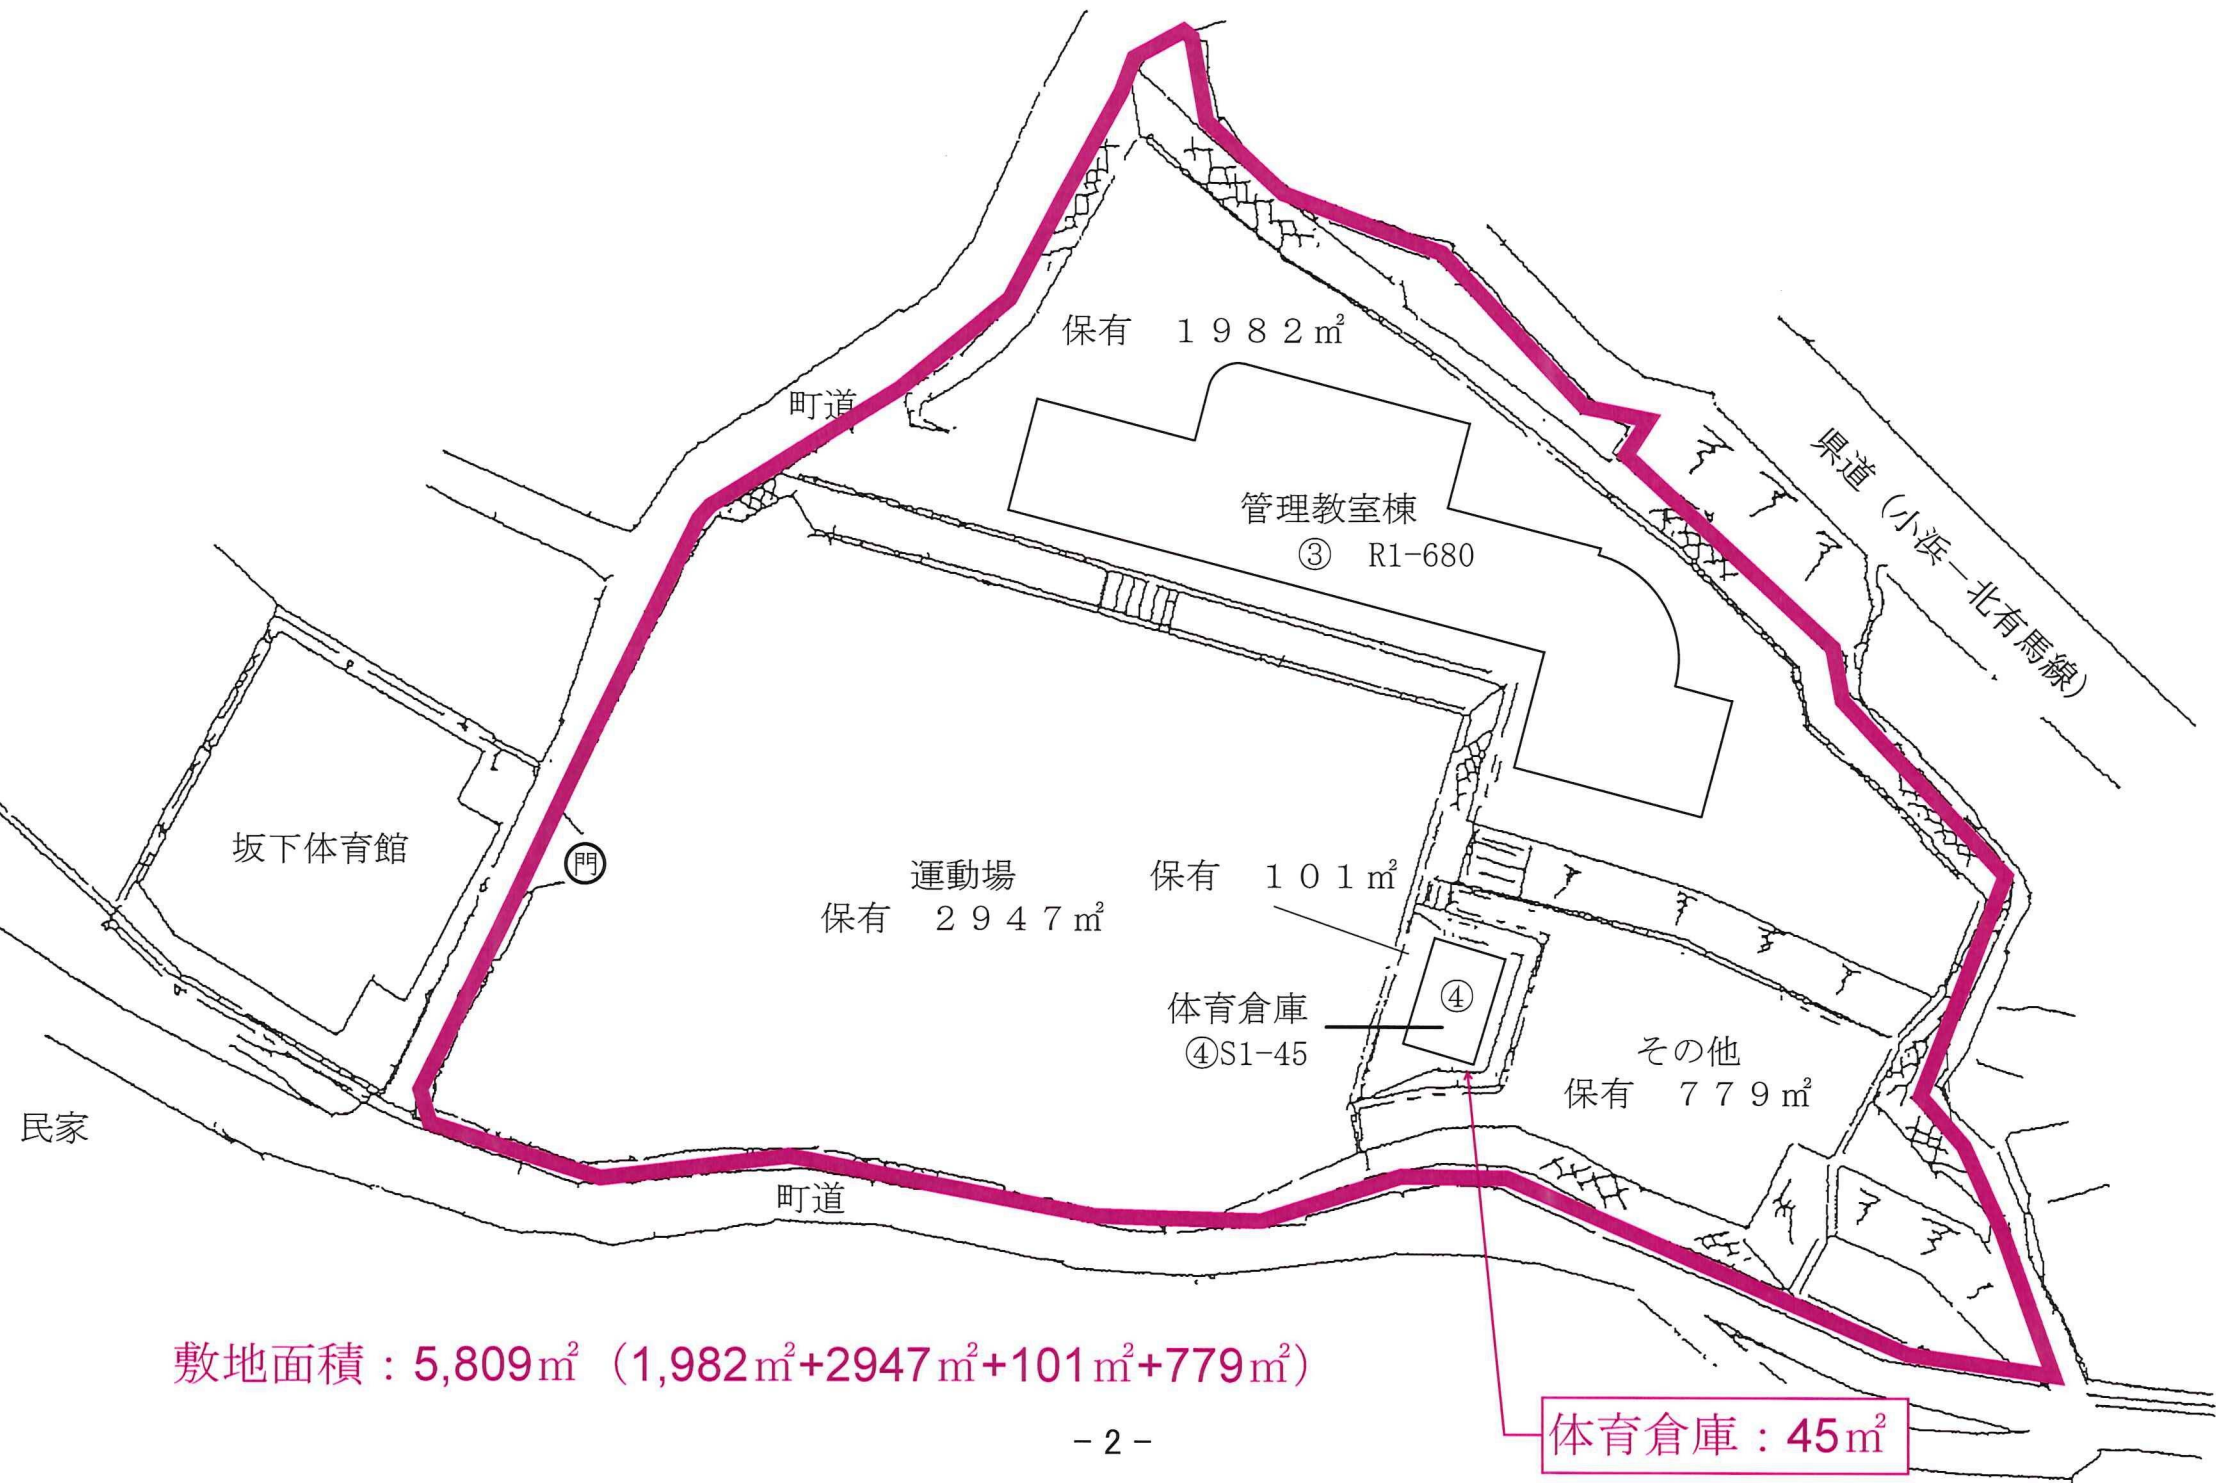 保有　１９８２㎡
町道
県道（小浜―北有馬線）
管理教室棟
③　R1-680
坂下体育館
門
運動場
保有　２９４７㎡
保有　１０１㎡
体育倉庫
④S1-45
④
その他
保有　７７９㎡
民家
町道
敷地面積：5,809㎡（1,982㎡+2947㎡+101㎡+779㎡）
体育倉庫：45㎡
－2－